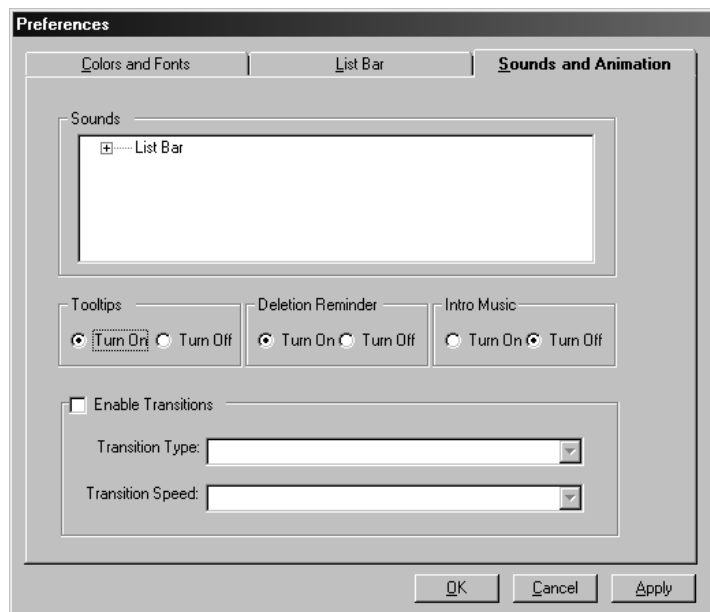 Preferences
Colors and Fonts List Bar Sounds and Animation
Sounds
List Bar
Tooltips Deletion Reminder Intro Music
Turn On Turn Off Turn On Turn Off Turn On Turn Off
Enable Transitions
Transition Type:
Transition Speed:
OK Cancel Apply